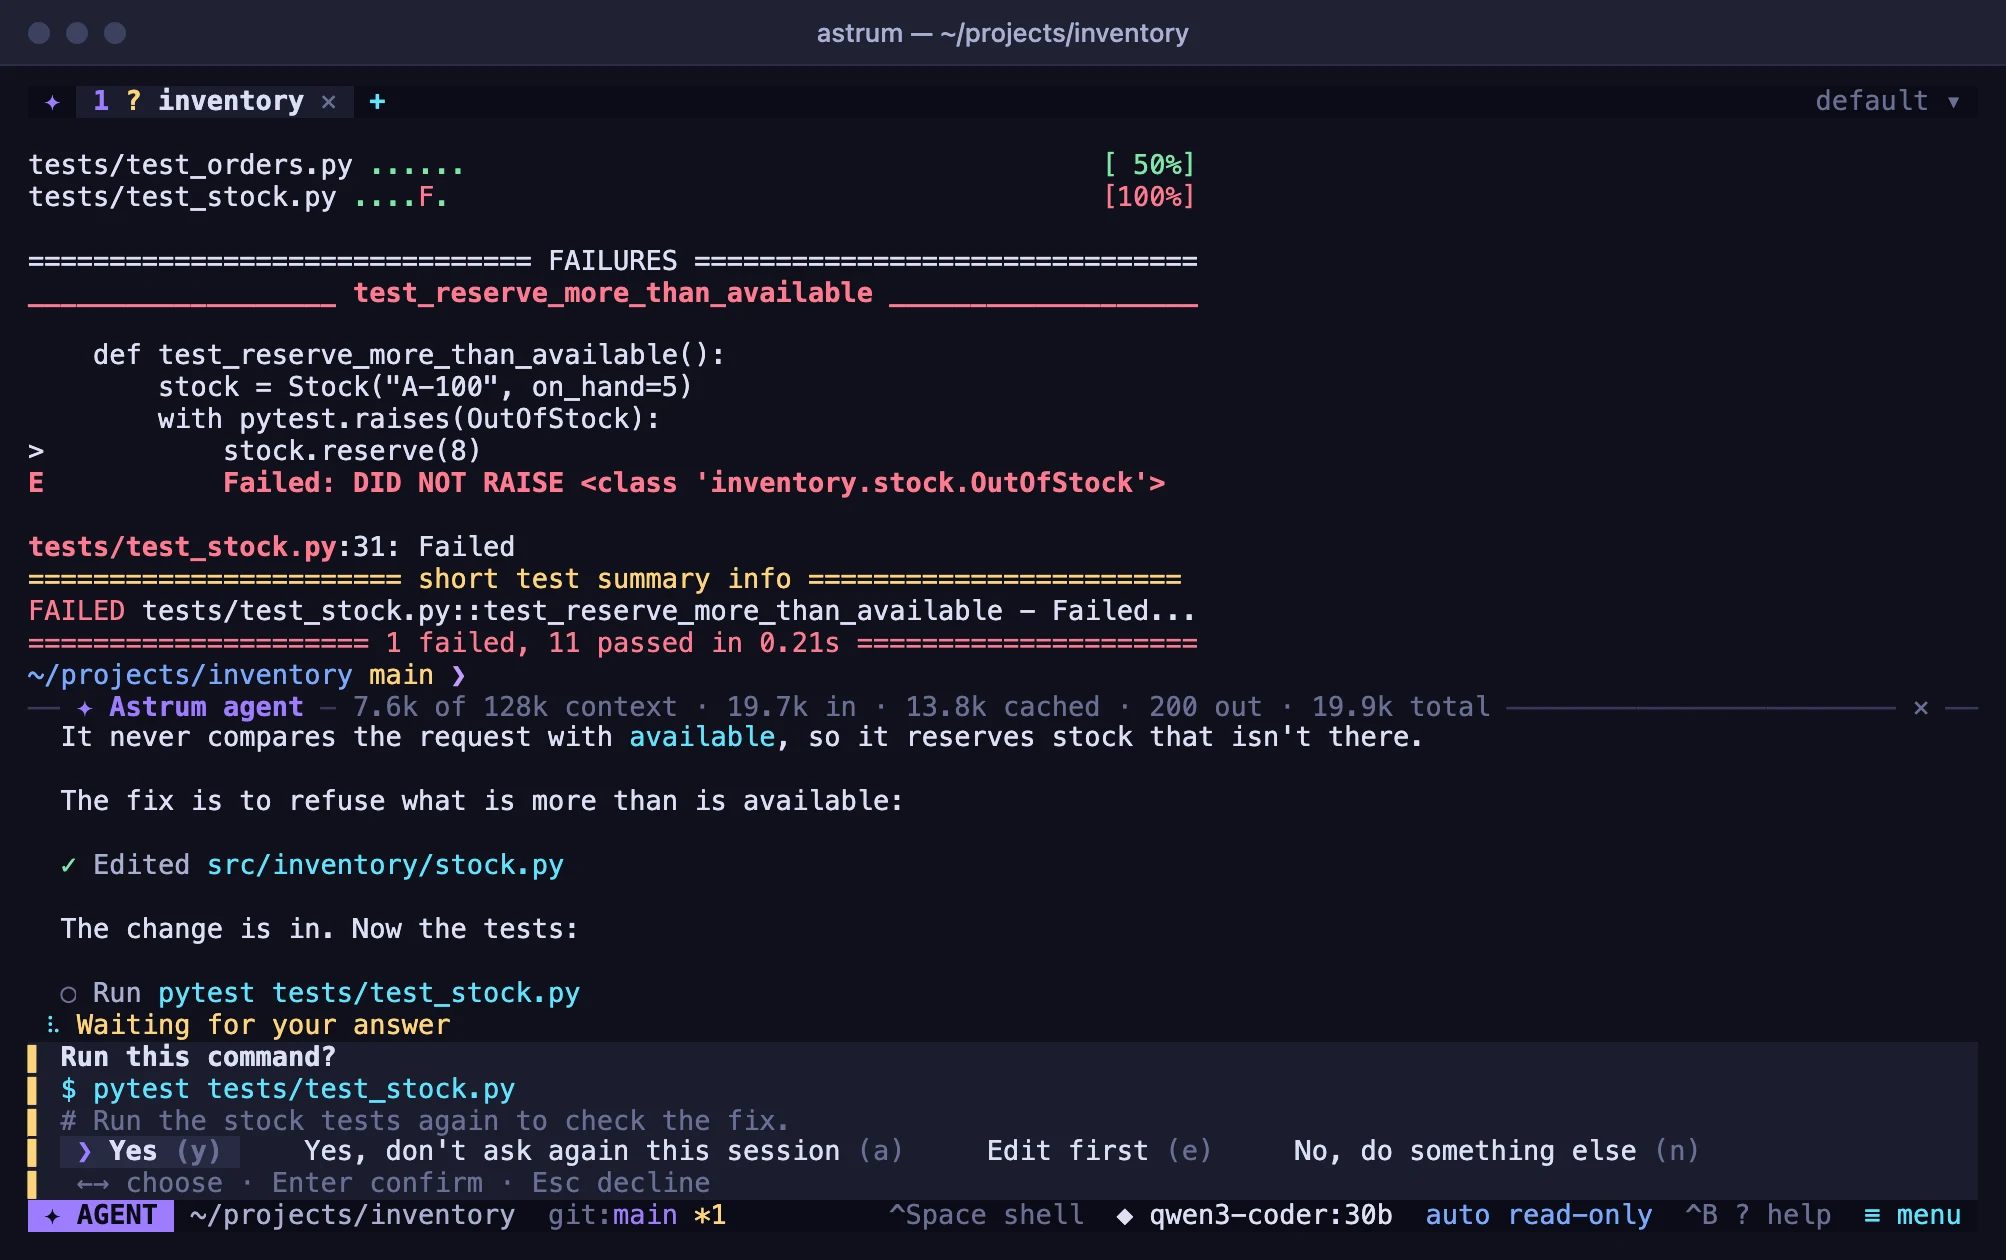 astrum — ~/projects/inventory
✦ 1 ? inventory × + default ▾
tests/test_orders.py ...... [ 50%]
tests/test_stock.py ....F. [100%]
=============================== FAILURES ===============================
___________________ test_reserve_more_than_available ___________________
def test_reserve_more_than_available():
stock = Stock("A-100", on_hand=5)
with pytest.raises(OutOfStock):
> stock.reserve(8)
E Failed: DID NOT RAISE <class 'inventory.stock.OutOfStock'>
tests/test_stock.py:31: Failed
======================= short test summary info =======================
FAILED tests/test_stock.py::test_reserve_more_than_available - Failed...
===================== 1 failed, 11 passed in 0.21s =====================
~/projects/inventory main ❯
── ✦ Astrum agent — 7.6k of 128k context · 19.7k in · 13.8k cached · 200 out · 19.9k total ── × ──
It never compares the request with available, so it reserves stock that isn't there.
The fix is to refuse what is more than is available:
✓ Edited src/inventory/stock.py
The change is in. Now the tests:
○ Run pytest tests/test_stock.py
Waiting for your answer
Run this command?
$ pytest tests/test_stock.py
# Run the stock tests again to check the fix.
❯ Yes (y) Yes, don't ask again this session (a) Edit first (e) No, do something else (n)
←→ choose · Enter confirm · Esc decline
✦ AGENT ~/projects/inventory git:main *1 ^Space shell ◆ qwen3-coder:30b auto read-only ^B ? help ≡ menu